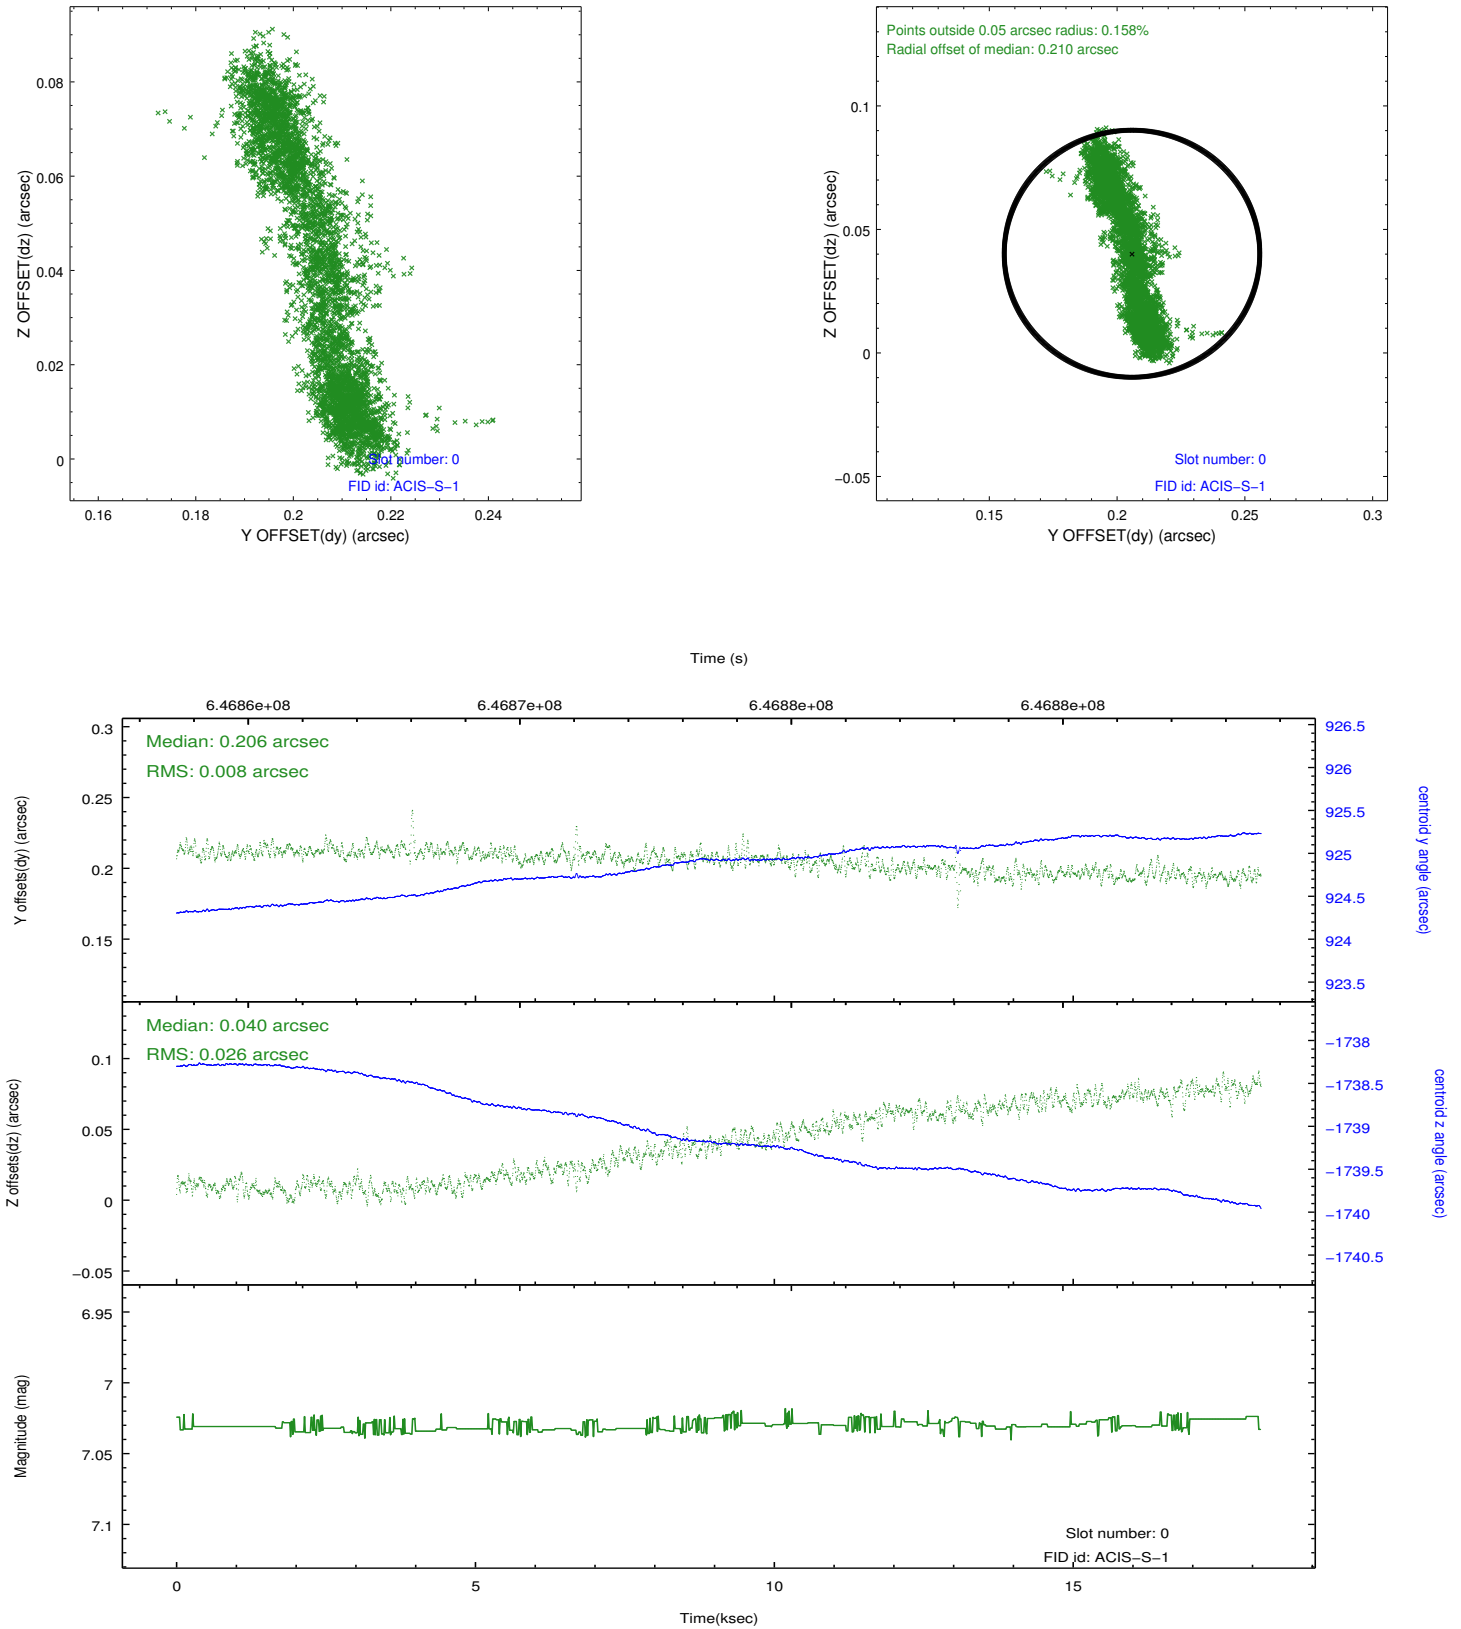 0.08
0.06
0.04
0.02
0
Z OFFSET(dz) (arcsec)
Slot number: 0
FID id: ACIS−S−1
0.16 0.18 0.2 0.22 0.24
Y OFFSET(dy) (arcsec)
Points outside 0.05 arcsec radius: 0.158%
Radial offset of median: 0.210 arcsec
0.1
0.05
0
−0.05
Z OFFSET(dz) (arcsec)
Slot number: 0
FID id: ACIS−S−1
0.15 0.2 0.25 0.3
Y OFFSET(dy) (arcsec)
Time (s)
6.4686e+08 6.4687e+08 6.4688e+08 6.4688e+08
0.3
0.25
0.2
0.15
Y offsets(dy) (arcsec)
Median: 0.206 arcsec
RMS: 0.008 arcsec
926.5
926
925.5
925
924.5
924
923.5
centroid y angle (arcsec)
0.1
0.05
0
−0.05
Z offsets(dz) (arcsec)
Median: 0.040 arcsec
RMS: 0.026 arcsec
−1738
−1738.5
−1739
−1739.5
−1740
−1740.5
centroid z angle (arcsec)
6.95
7
7.05
7.1
Magnitude (mag)
Slot number: 0
FID id: ACIS−S−1
0 5 10 15
Time(ksec)